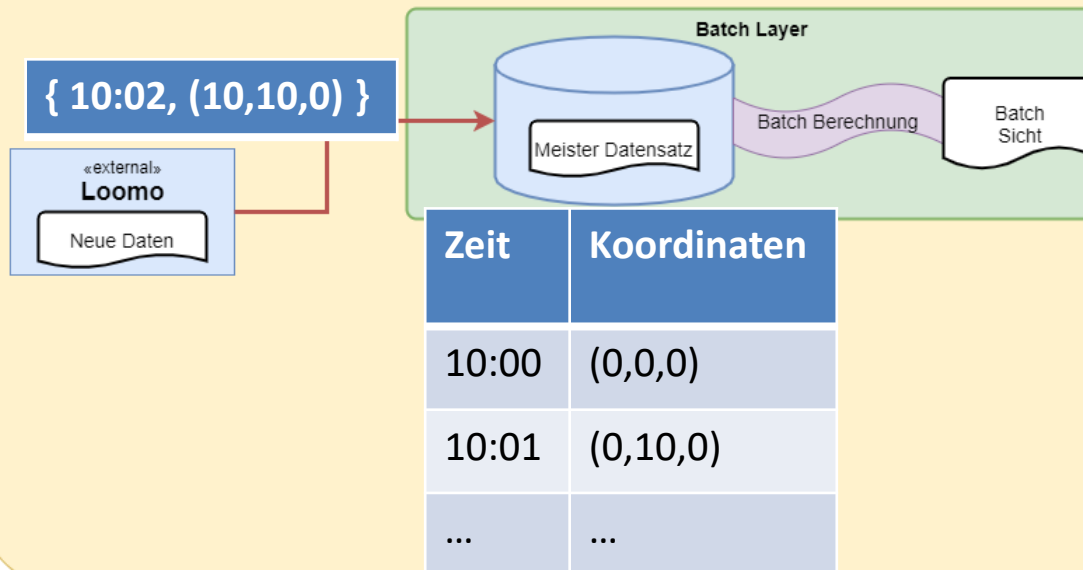 Batch Layer
{ 10:02, (10,10,0) }
Meister Datensatz
Batch Berechnung
Batch
Sicht
«external»
Loomo
Neue Daten
Zeit Koordinaten
10:00 (0,0,0)
10:01 (0,10,0)
... ...